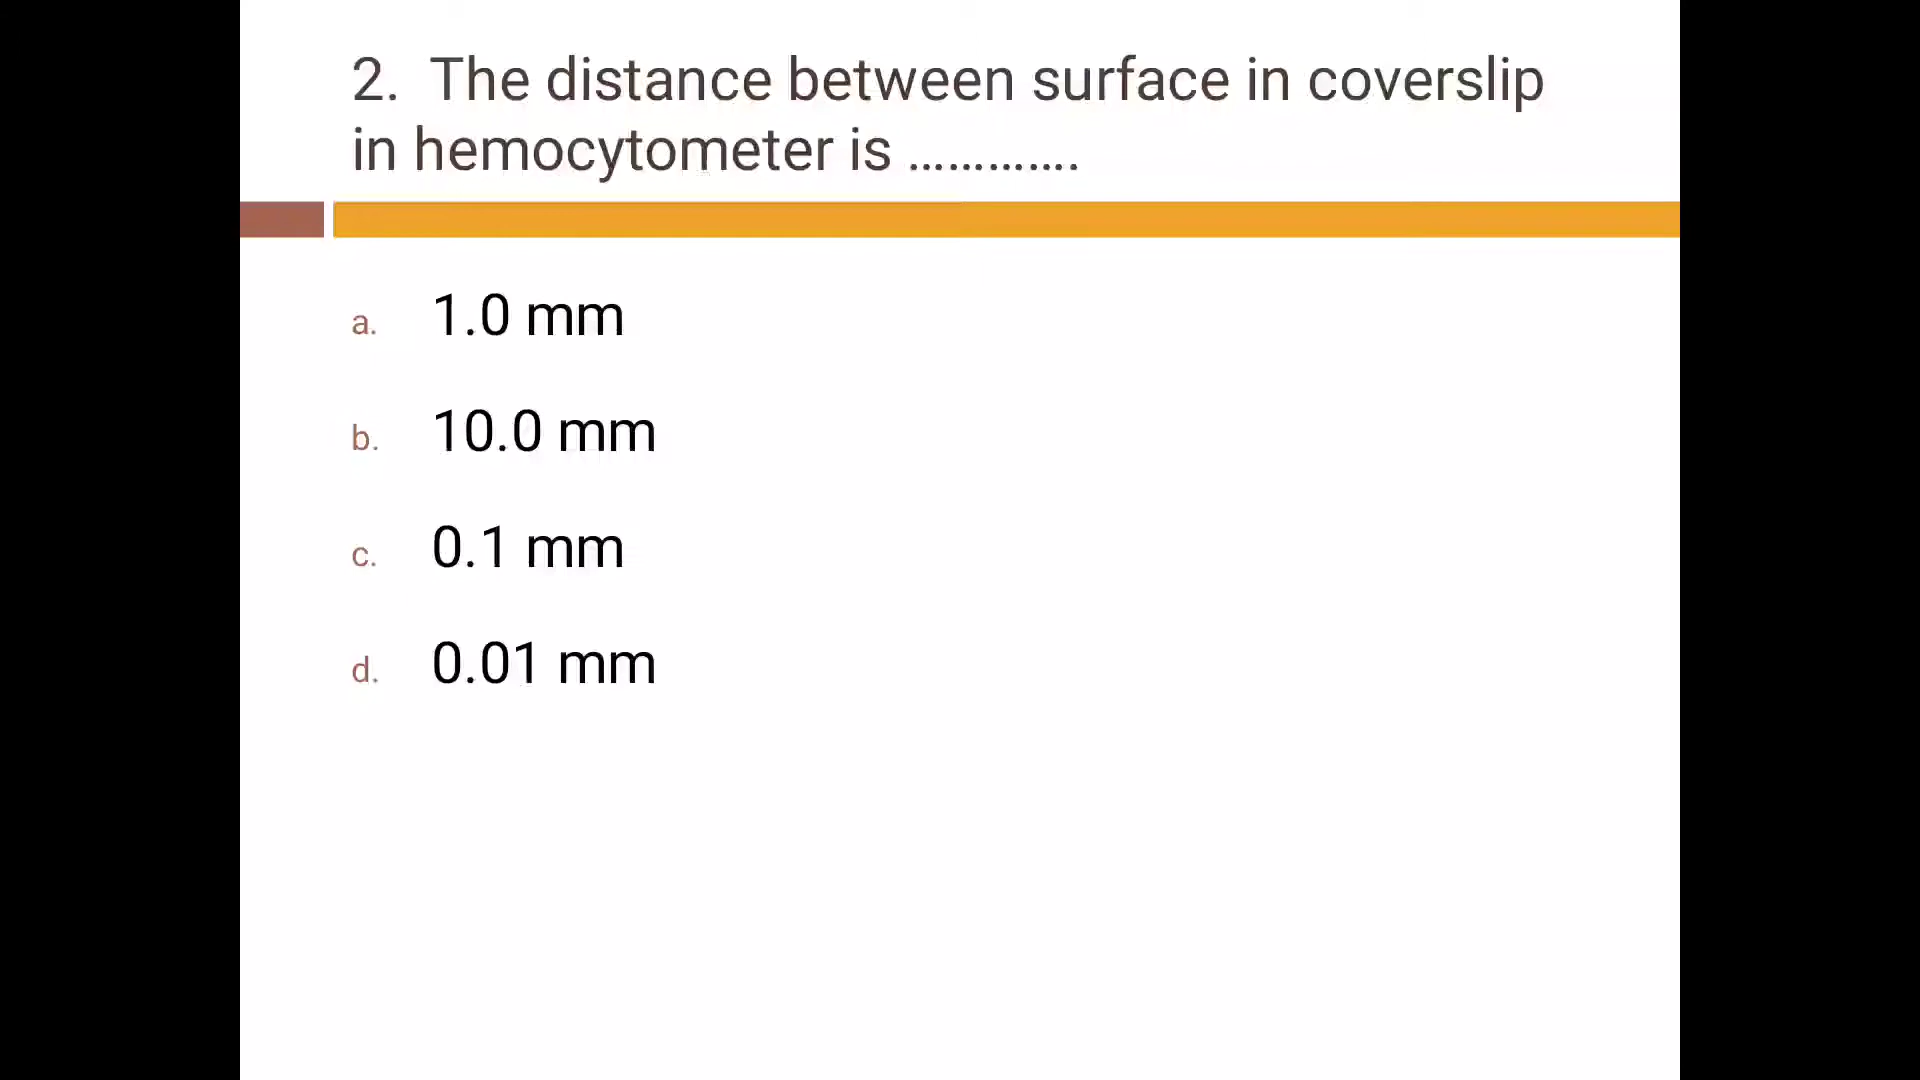 2. The distance between surface in coverslip
in hemocytometer is ………….
a. 1.0 mm
b. 10.0 mm
c. 0.1 mm
d. 0.01 mm